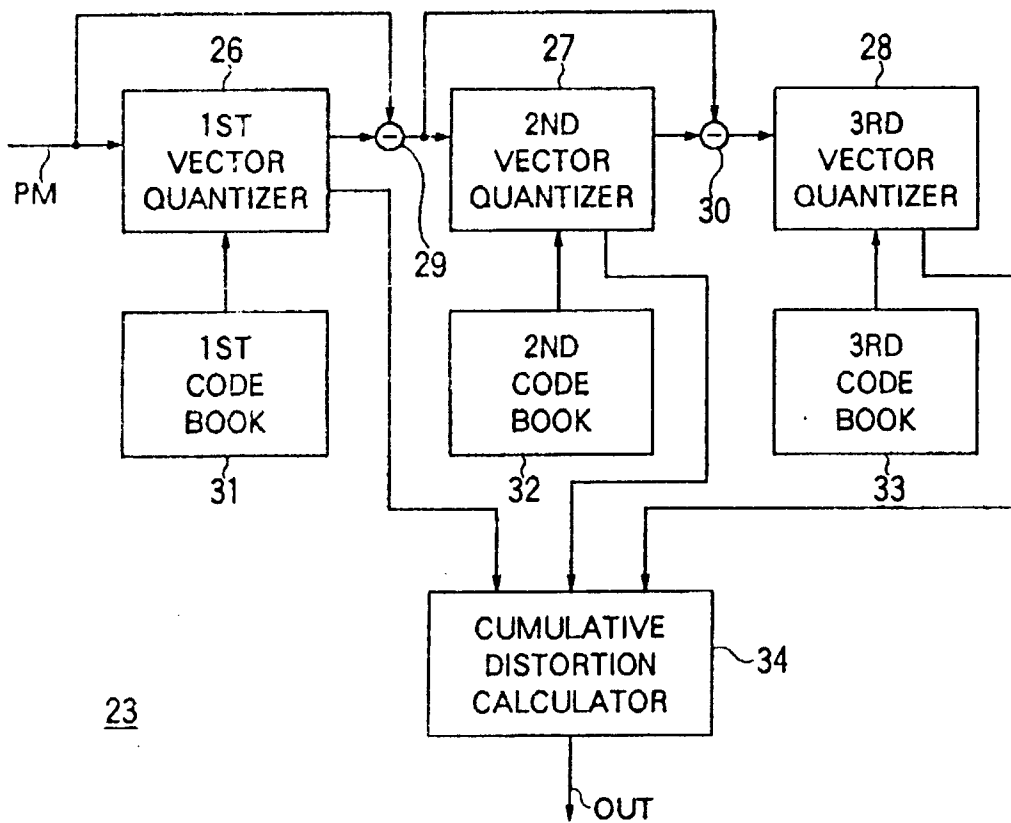 26
27
28
1ST
VECTOR
QUANTIZER
2ND
VECTOR
QUANTIZER
3RD
VECTOR
QUANTIZER
PM
29
30
1ST
CODE
BOOK
2ND
CODE
BOOK
3RD
CODE
BOOK
31
32
33
CUMULATIVE
DISTORTION
CALCULATOR
34
23
OUT